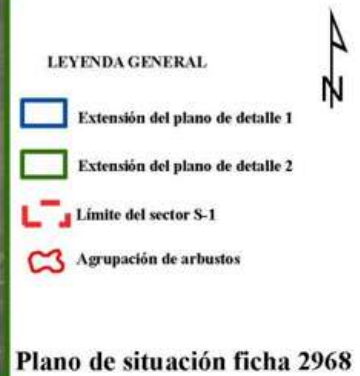 N
LEYENDA GENERAL
Extensión del plano de detalle 1
Extensión del plano de detalle 2
Límite del sector S-1
Agrupación de arbustos
Plano de situación ficha 2968